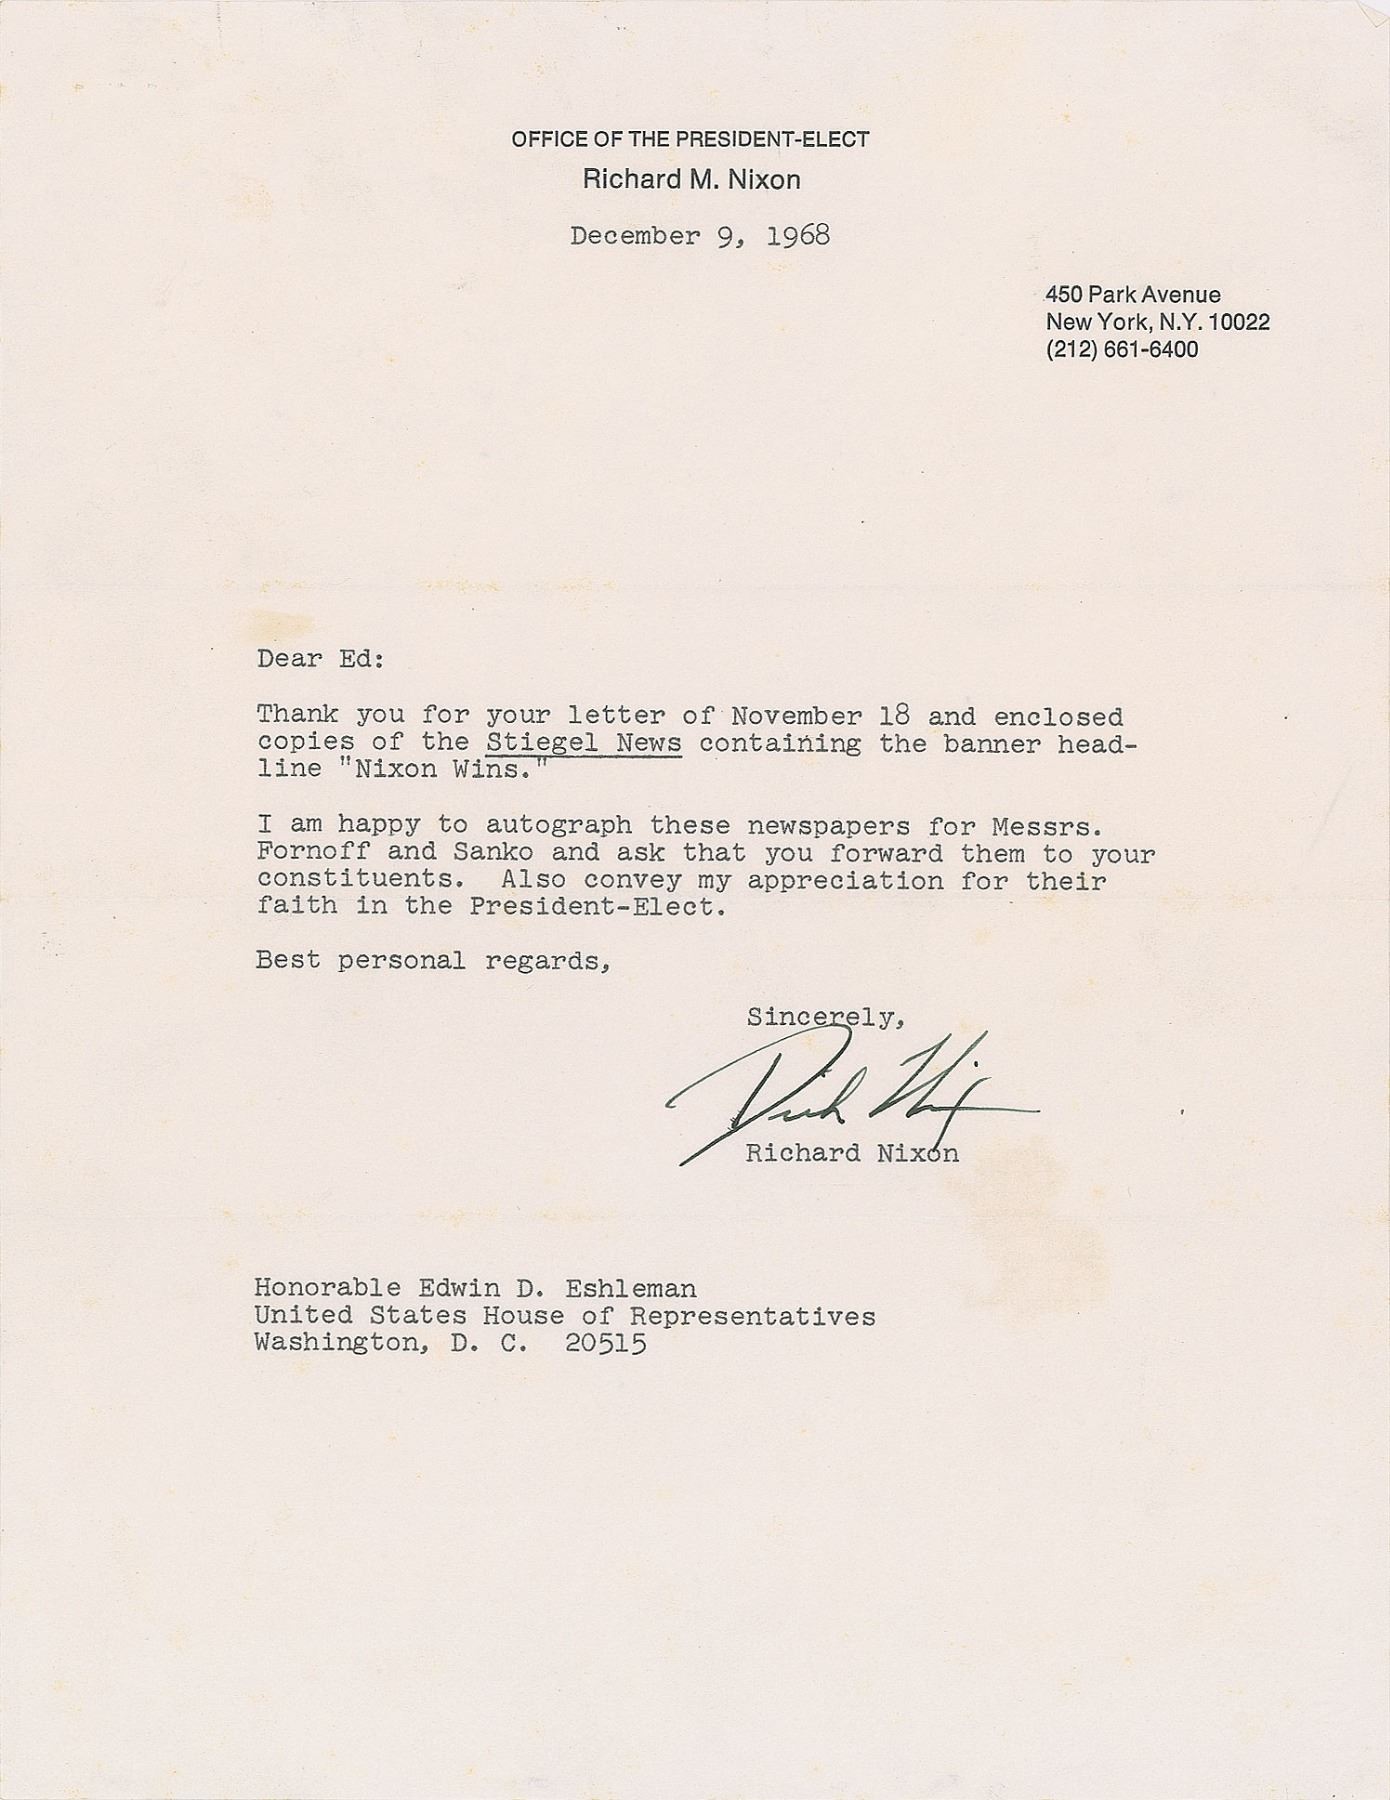 OFFICE OF THE PRESIDENT-ELECT
Richard M. Nixon
December 9, 1968
450 Park Avenue
New York, N.Y. 10022
(212) 661-6400
Dear Ed:
Thank you for your letter of November 18 and enclosed
copies of the Stiegel News containing the banner head-
line "Nixon Wins."
I am happy to autograph these newspapers for Messrs.
Fornoff and Sanko and ask that you forward them to your
constituents.  Also convey my appreciation for their
faith in the President-Elect.
Best personal regards,
Sincerely,
Dick Nixon
Richard Nixon
Honorable Edwin D. Eshleman
United States House of Representatives
Washington, D. C.  20515